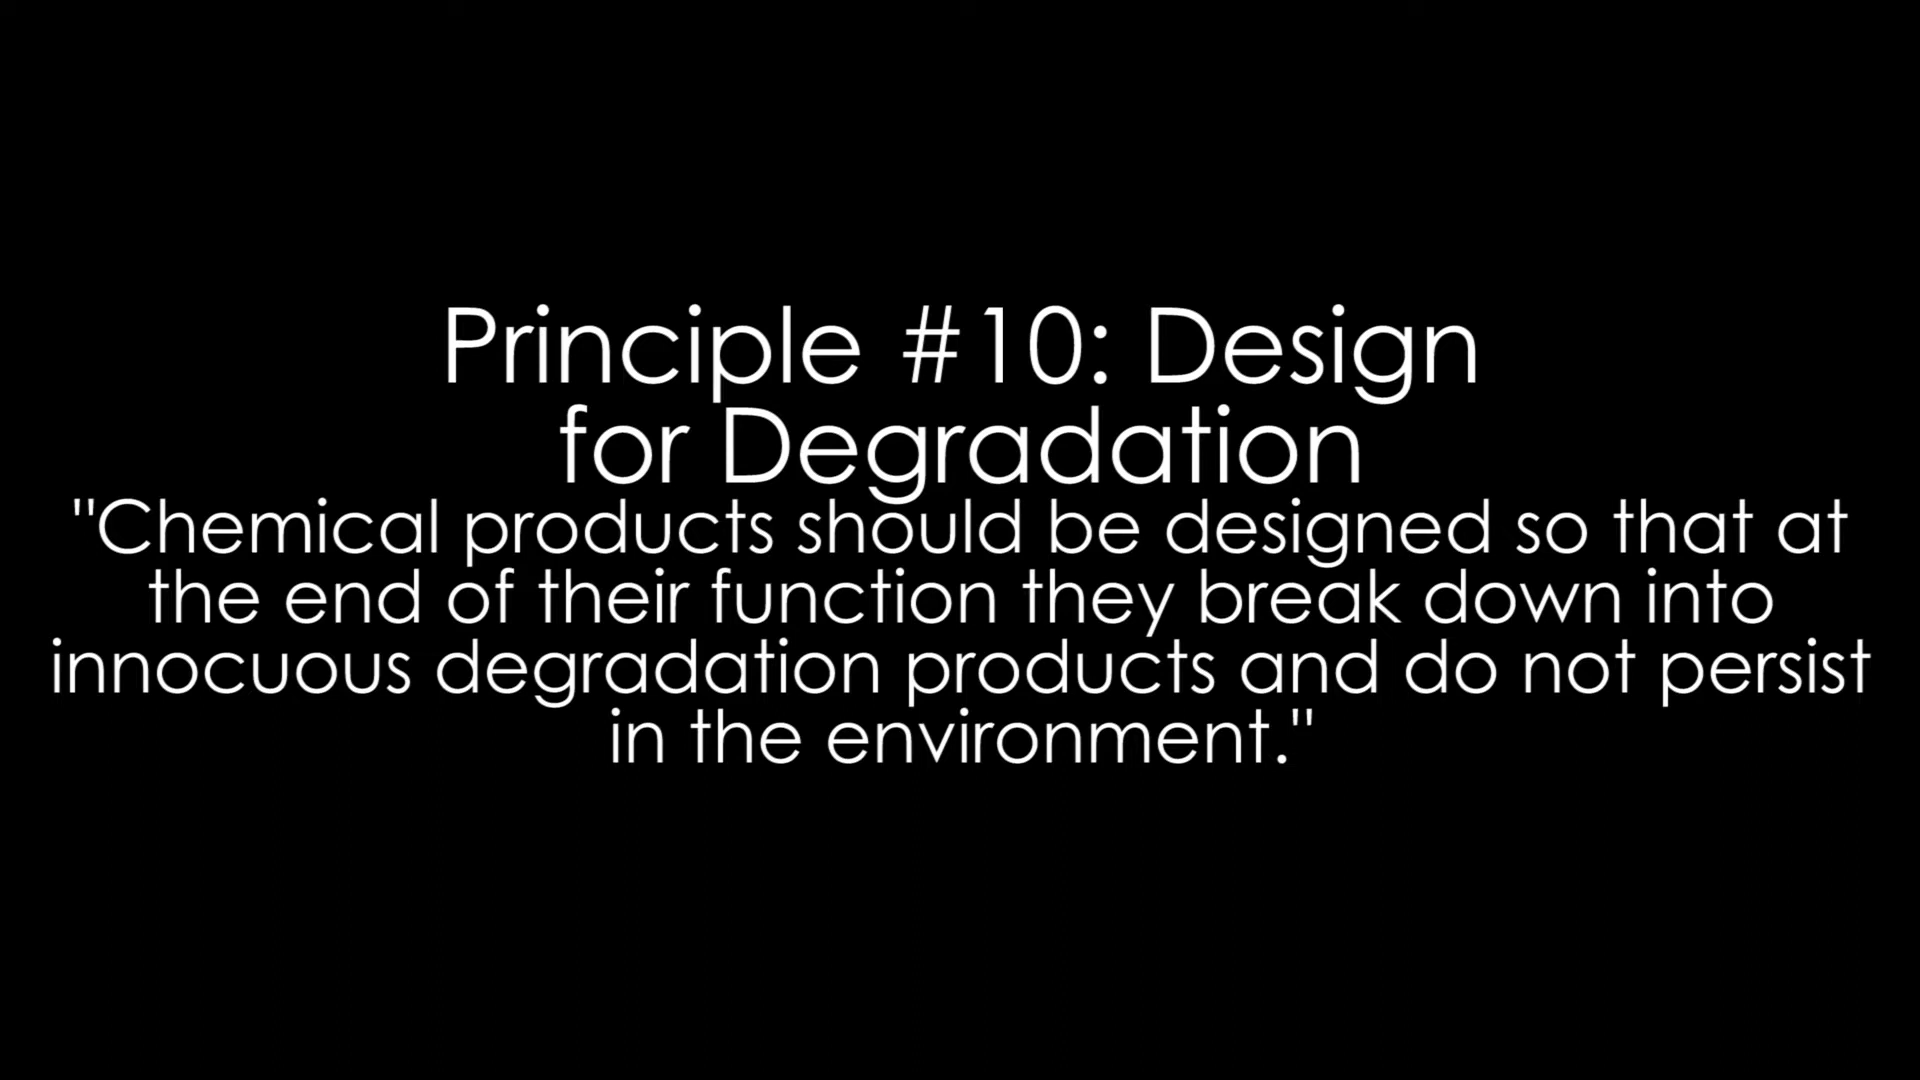 Principle #10: Design
for Degradation
"Chemical products should be designed so that at
the end of their function they break down into
innocuous degradation products and do not persist
in the environment."